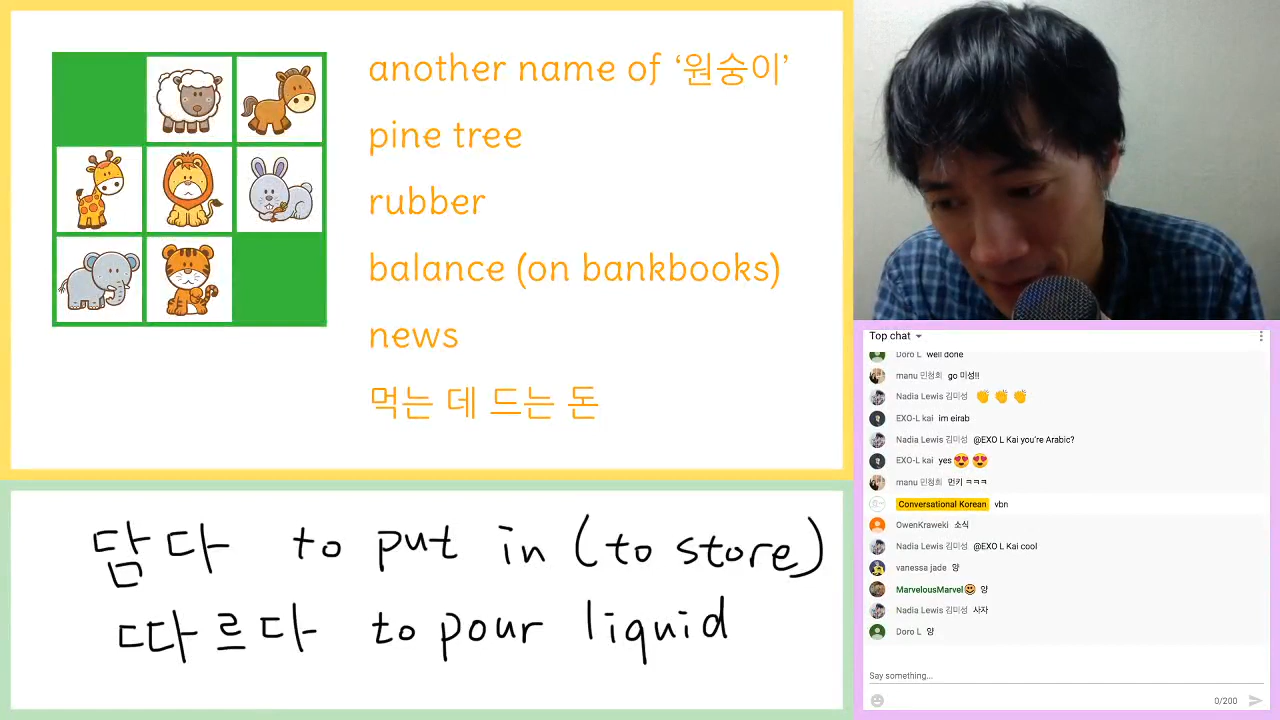 another name of ‘원숭이’
pine tree
rubber
balance (on bankbooks)
news
먹는 데 드는 돈
담다 to put in (to store)
따르다 to pour liquid
Top chat
Doro L well done
manu 민청희 go 미성!!
Nadia Lewis 김미성 👏 👏 👏
EXO-L kai im eirab
Nadia Lewis 김미성 @EXO L Kai you're Arabic?
EXO-L kai yes😍 😍
manu 민청희 먼키 ㅋㅋㅋ
Conversational Korean vbn
OwenKraweki 소식
Nadia Lewis 김미성 @EXO L Kai cool
vanessa jade 양
MarvelousMarvel 양
Nadia Lewis 김미성 사자
Doro L 양
Say something...
0/200